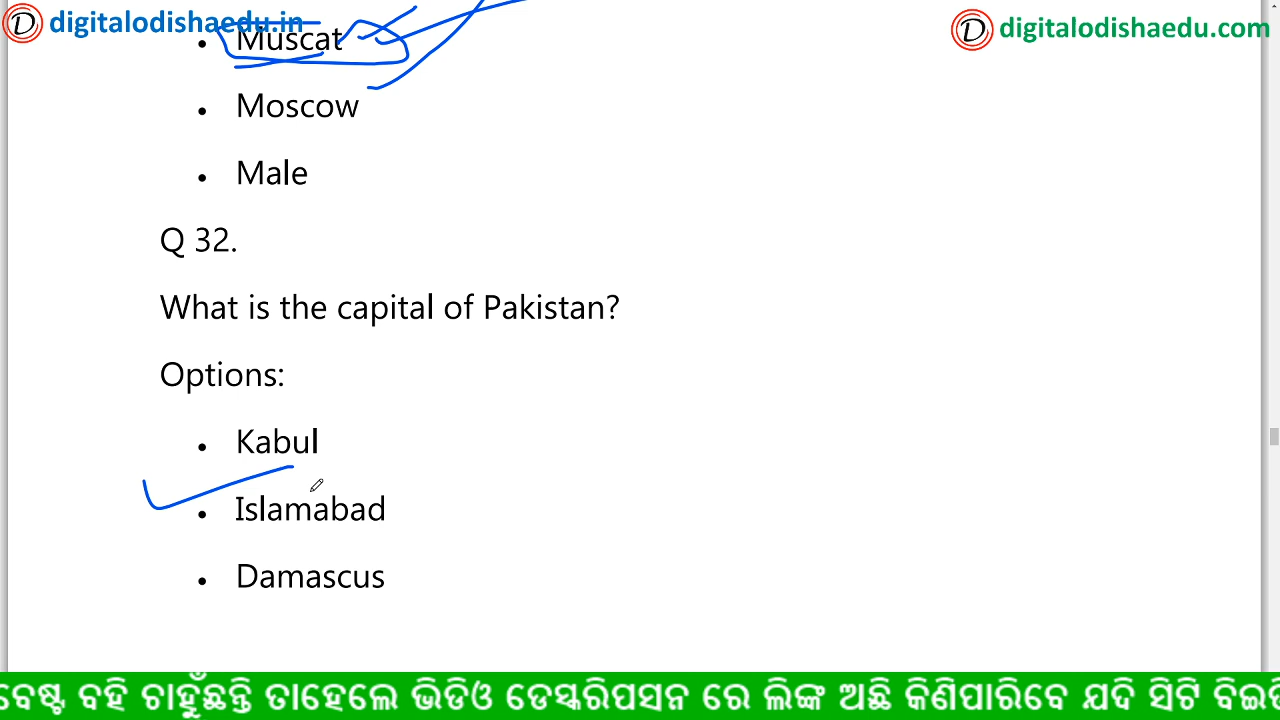 digitalodishaedu.in
digitalodishaedu.com
• Muscat
• Moscow
• Male
Q 32.
What is the capital of Pakistan?
Options:
• Kabul
• Islamabad
• Damascus
ବେଷ୍ଟ ବହି ଚାହୁଁଛନ୍ତି ତାହେଲେ ଭିଡିଓ ଡେସ୍କରିପସନ ରେ ଲିଙ୍କ ଅଛି କିଣିପାରିବେ ଯଦି ସିଟି